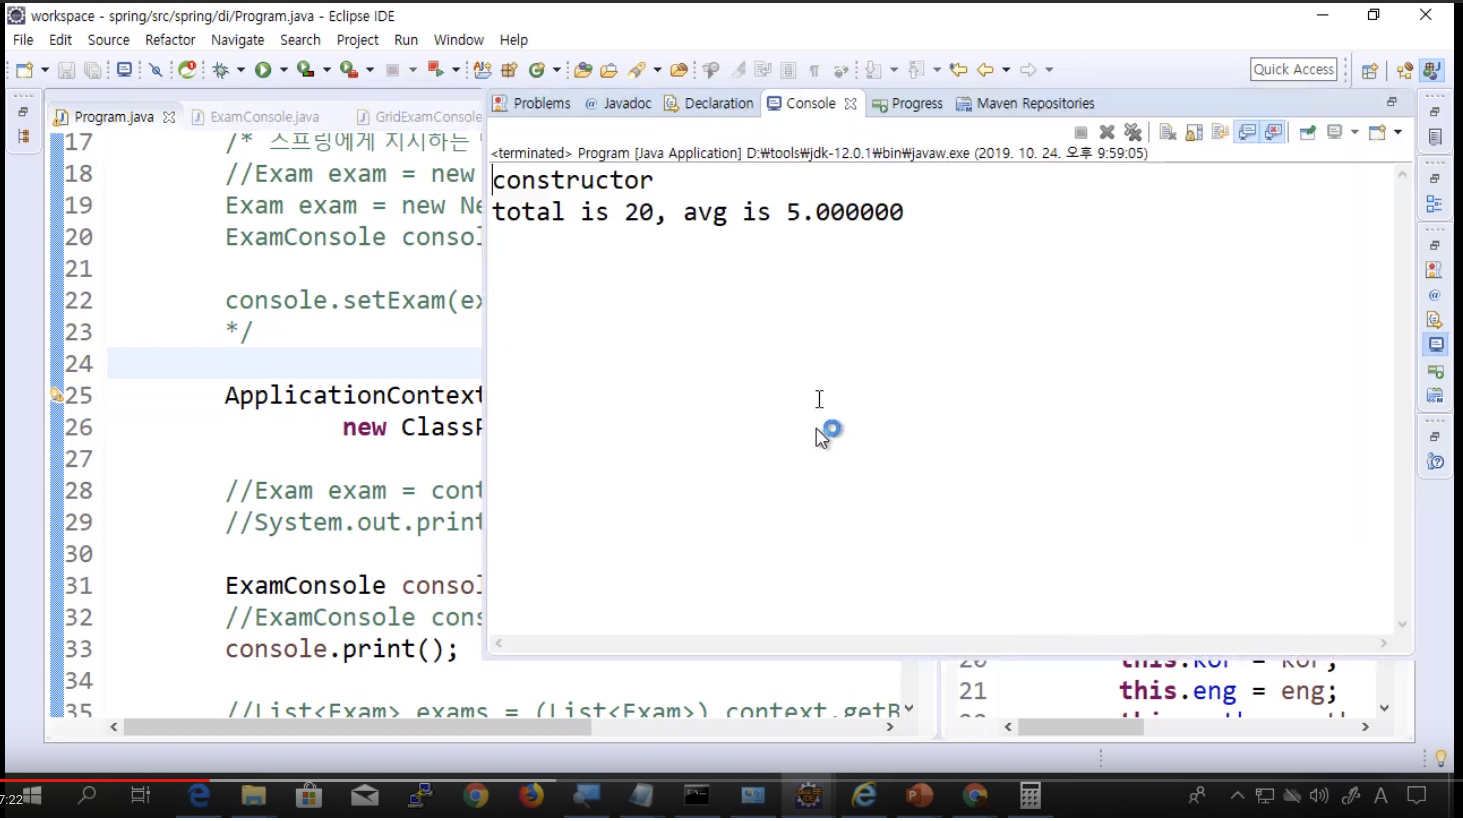 workspace - spring/src/spring/di/Program.java - Eclipse IDE
File Edit Source Refactor Navigate Search Project Run Window Help
Quick Access
Program.java ExamConsole.java GridExamConsole
Problems @ Javadoc Declaration Console Progress Maven Repositories
<terminated> Program [Java Application] D:₩tools₩jdk-12.0.1₩bin₩javaw.exe (2019. 10. 24. 오후 9:59:05)
constructor
total is 20, avg is 5.000000
17 /* 스프링에게 지시하는
18 //Exam exam = new
19 Exam exam = new Ne
20 ExamConsole consol
21
22 console.setExam(ex
23 */
24
25 ApplicationContext
26 new ClassP
27
28 //Exam exam = cont
29 //System.out.print
30
31 ExamConsole consol
32 //ExamConsole cons
33 console.print();
34
35 //List<Exam> exams = (List<Exam>) context.getB
20 this.kor = kor;
21 this.eng = eng;
7:22
A